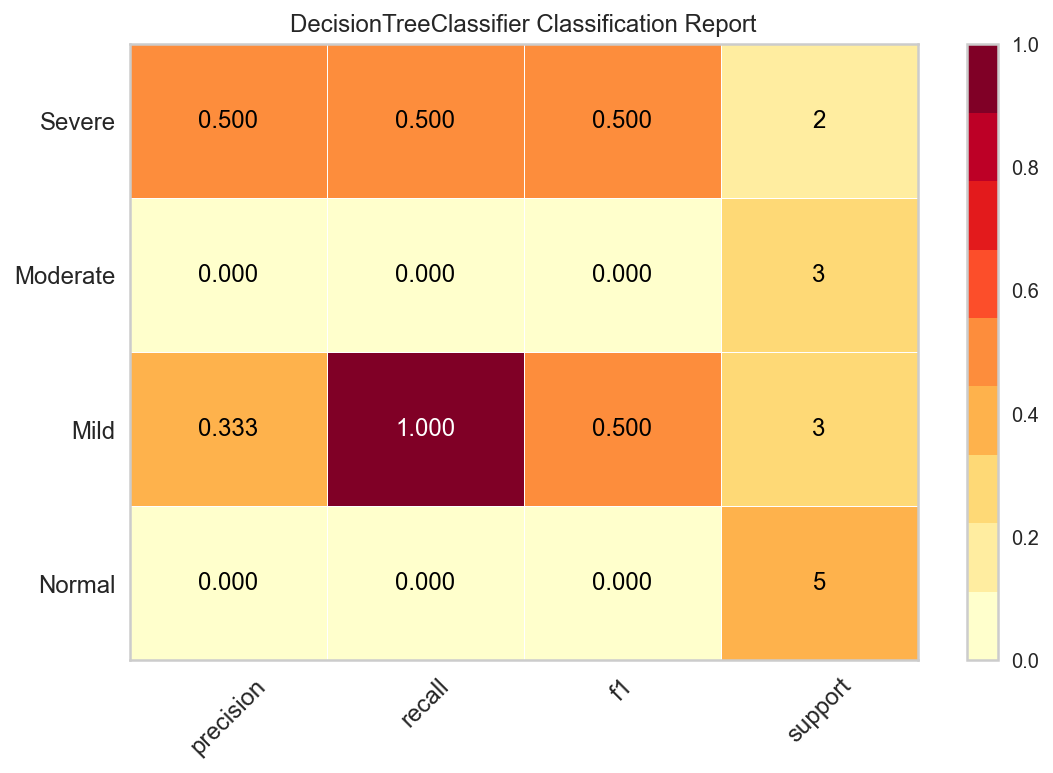 DecisionTreeClassifier Classification Report
Severe 0.500 0.500 0.500 2
Moderate 0.000 0.000 0.000 3
Mild 0.333 1.000 0.500 3
Normal 0.000 0.000 0.000 5
precision recall f1 support
1.0
0.8
0.6
0.4
0.2
0.0